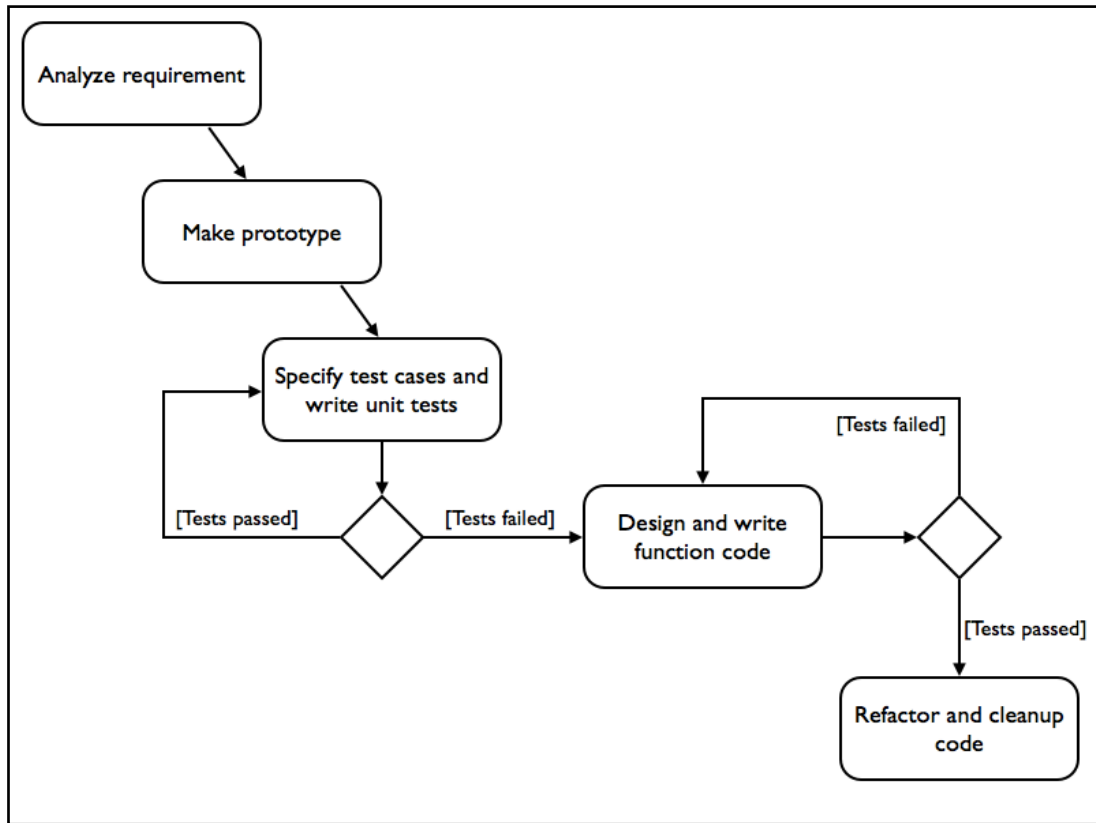 Analyze requirement
Make prototype
Specify test cases and
write unit tests
[Tests failed]
[Tests passed]
[Tests failed]
Design and write
function code
[Tests passed]
Refactor and cleanup
code